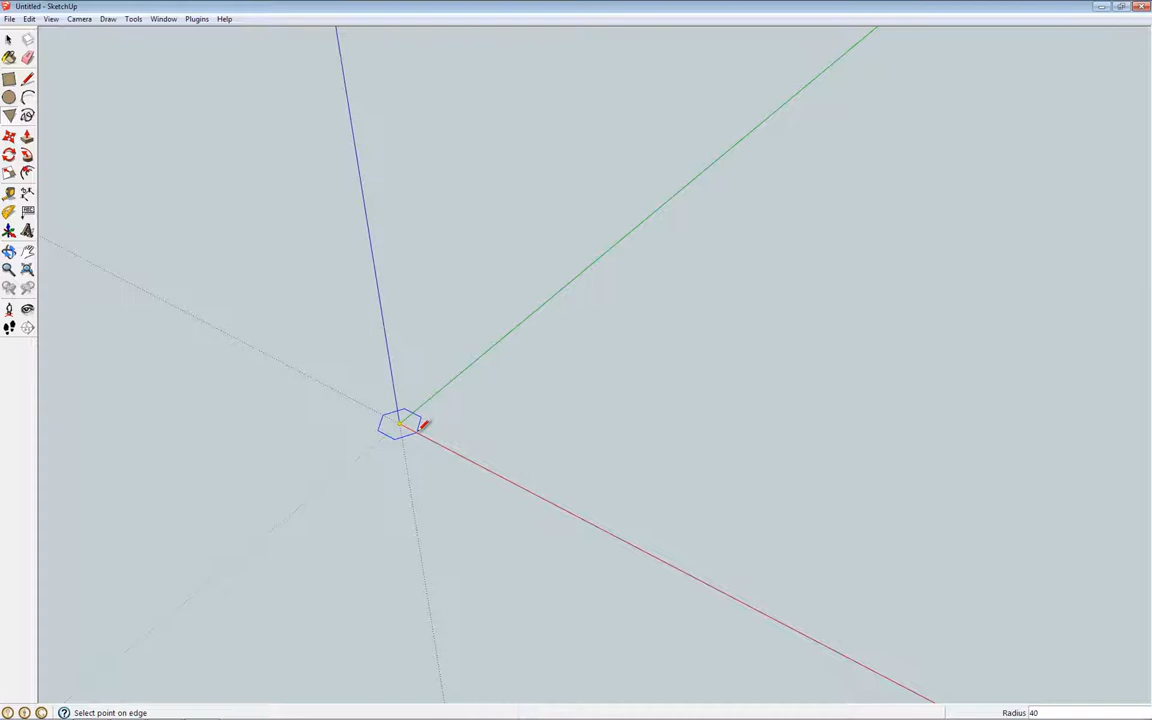 Untitled - SketchUp
File Edit View Camera Draw Tools Window Plugins Help
Select point on edge
Radius 40